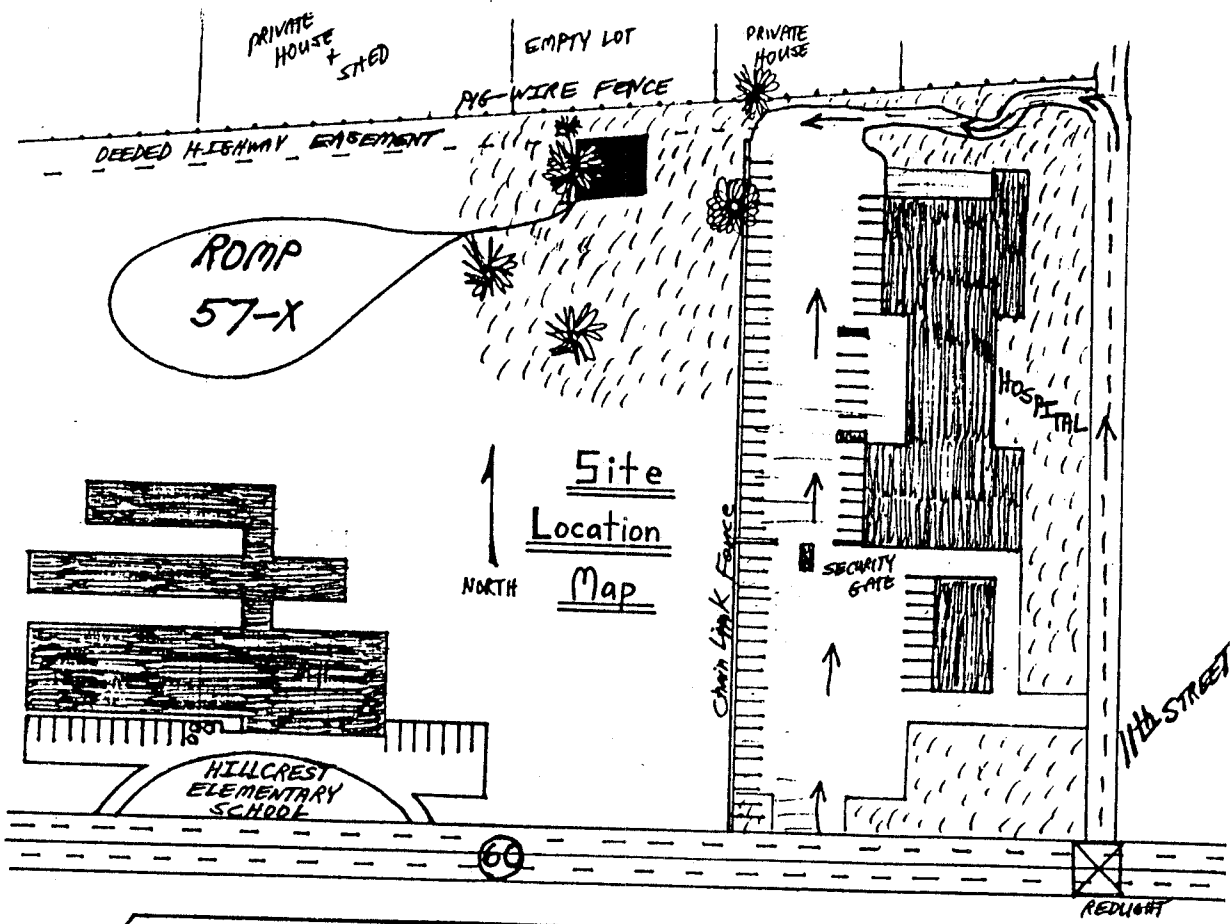 PRIVATE
HOUSE
+
SHED
EMPTY LOT
PRIVATE
HOUSE
PIG-WIRE FENCE
DEEDED HIGHWAY EASEMENT
ROMP
57-X
HOSPITAL
Site
Location
Map
NORTH
Chain Link Fence
SECURITY
GATE
11th STREET
HILLCREST
ELEMENTARY
SCHOOL
60
REDLIGHT